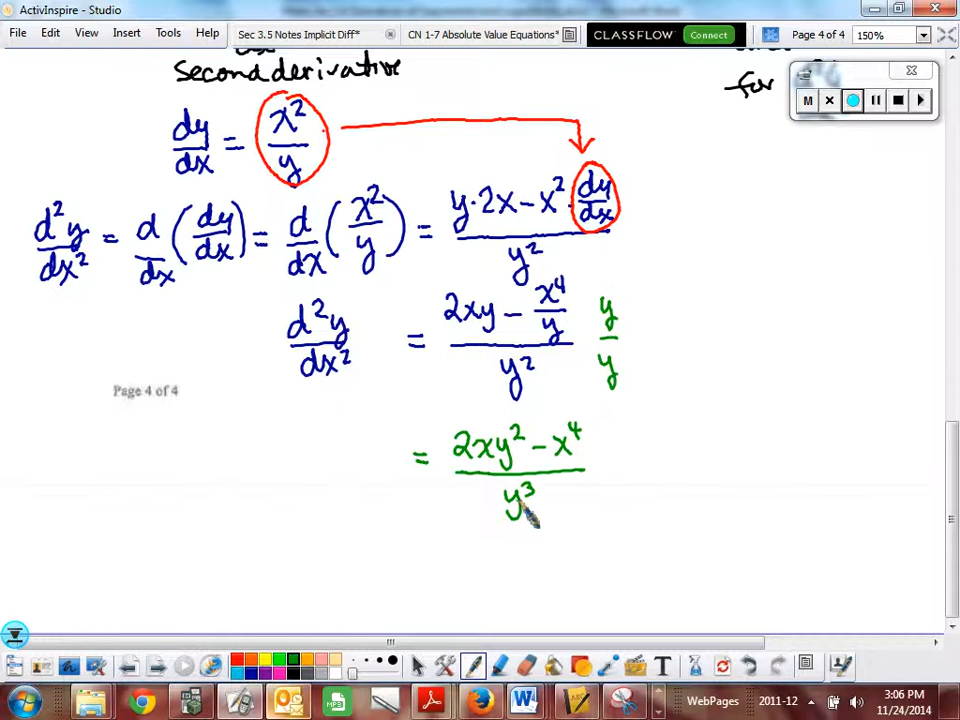 ActivInspire - Studio
File Edit View Insert Tools Help Sec 3.5 Notes Implicit Diff* CN 1-7 Absolute Value Equations* CLASSFLOW Connect Page 4 of 4 150%
second derivative
for
M
dy/dx = x²/y
d²y/dx² = d/dx (dy/dx) = d/dx (x²/y) = (y·2x − x²·dy/dx)/y²
d²y/dx² = (2xy − x⁴/y)/y² y/y
Page 4 of 4
= (2xy² − x⁴)/y³
WebPages 2011-12 3:06 PM
11/24/2014